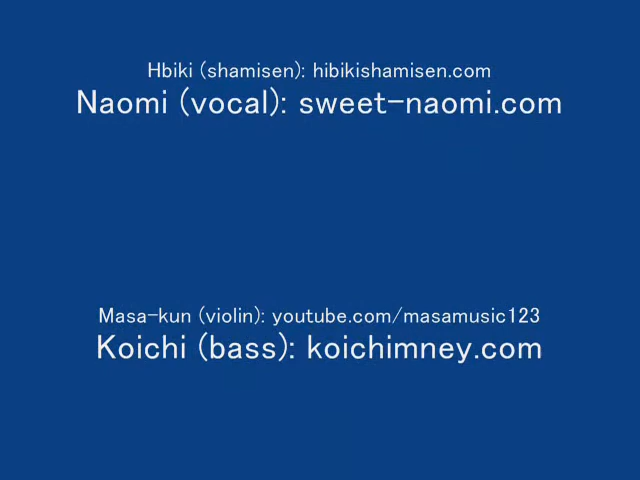 Hbiki (shamisen): hibikishamisen.com
Naomi (vocal): sweet-naomi.com
Masa-kun (violin): youtube.com/masamusic123
Koichi (bass): koichimney.com